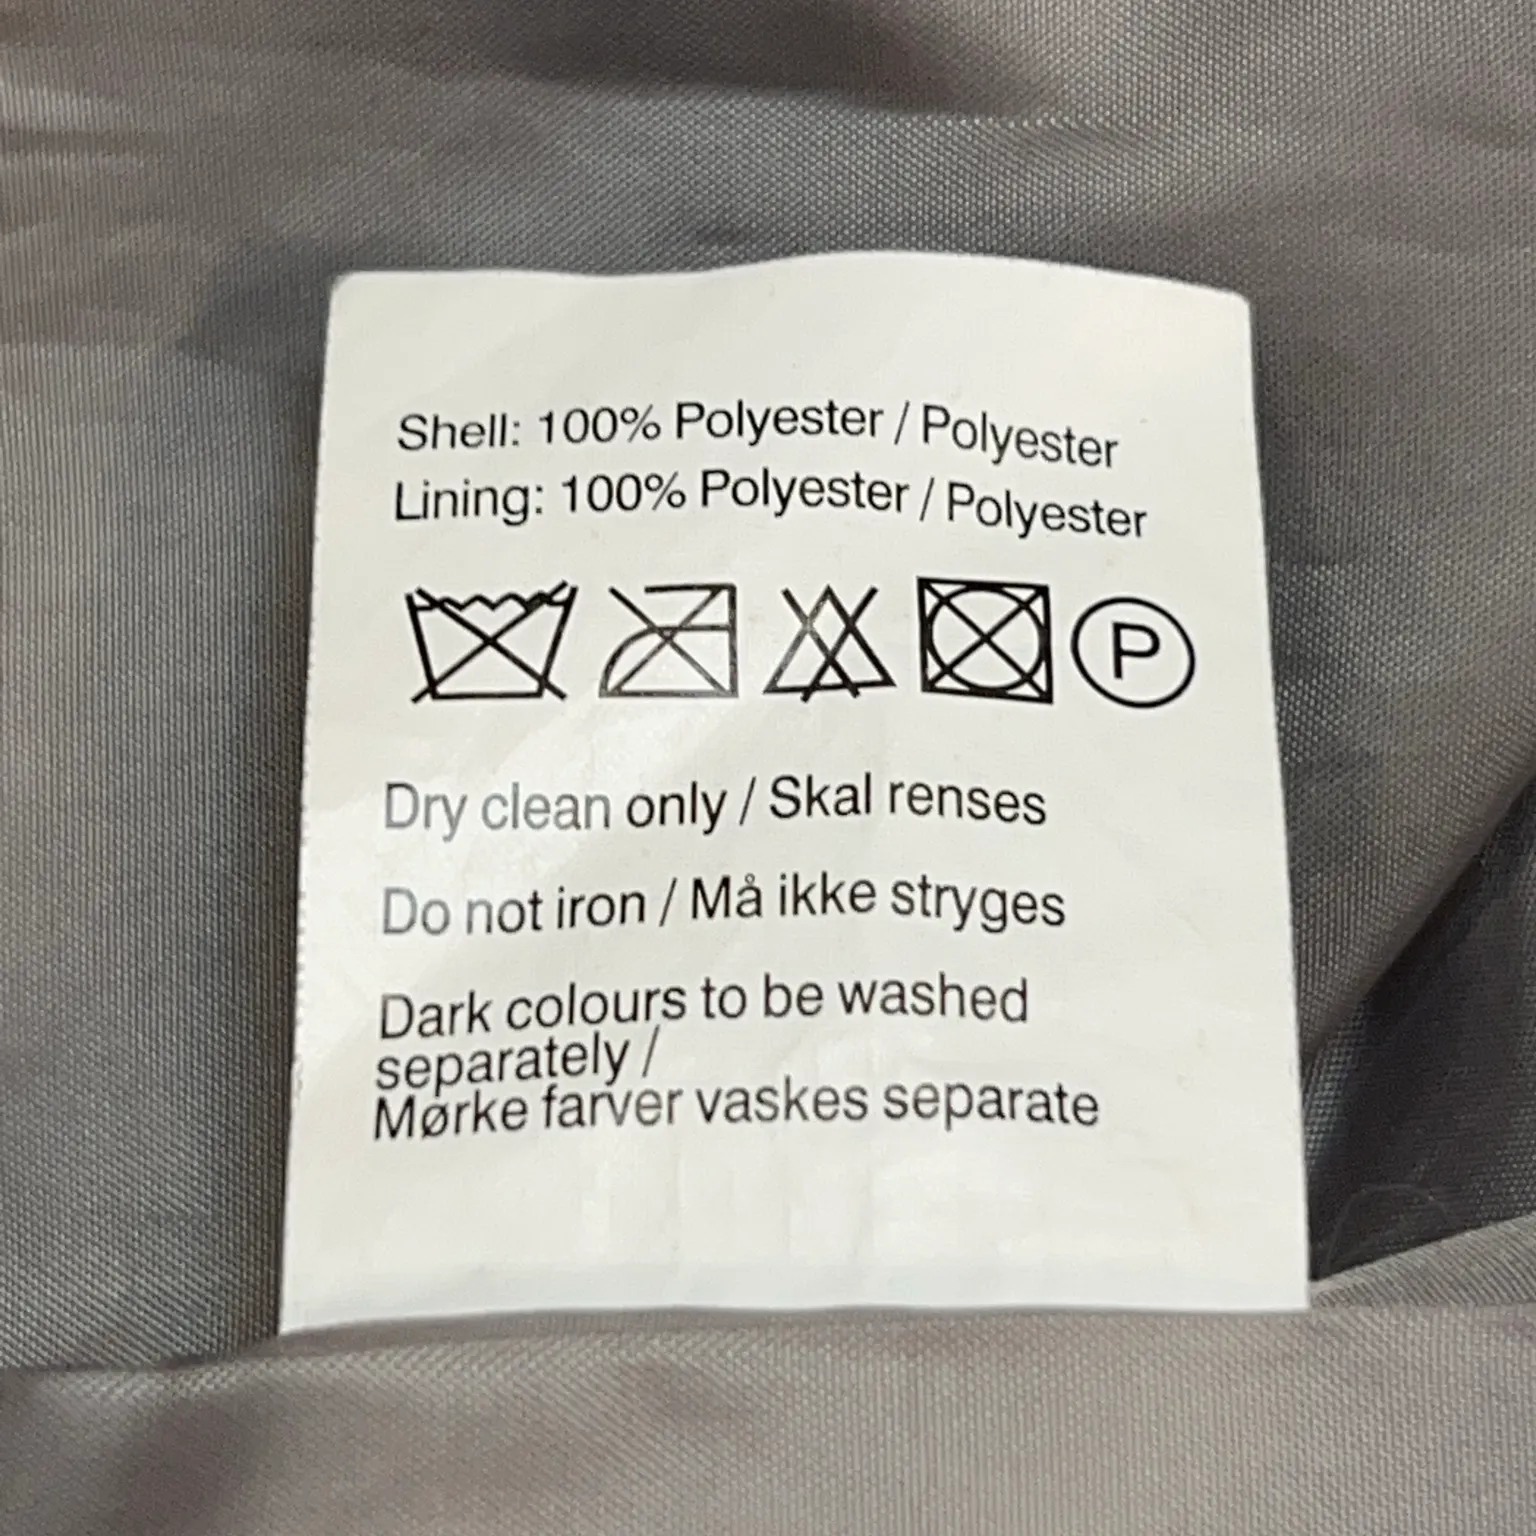 Shell: 100% Polyester / Polyester
Lining: 100% Polyester / Polyester
P
Dry clean only / Skal renses
Do not iron / Må ikke stryges
Dark colours to be washed
separately /
Mørke farver vaskes separate